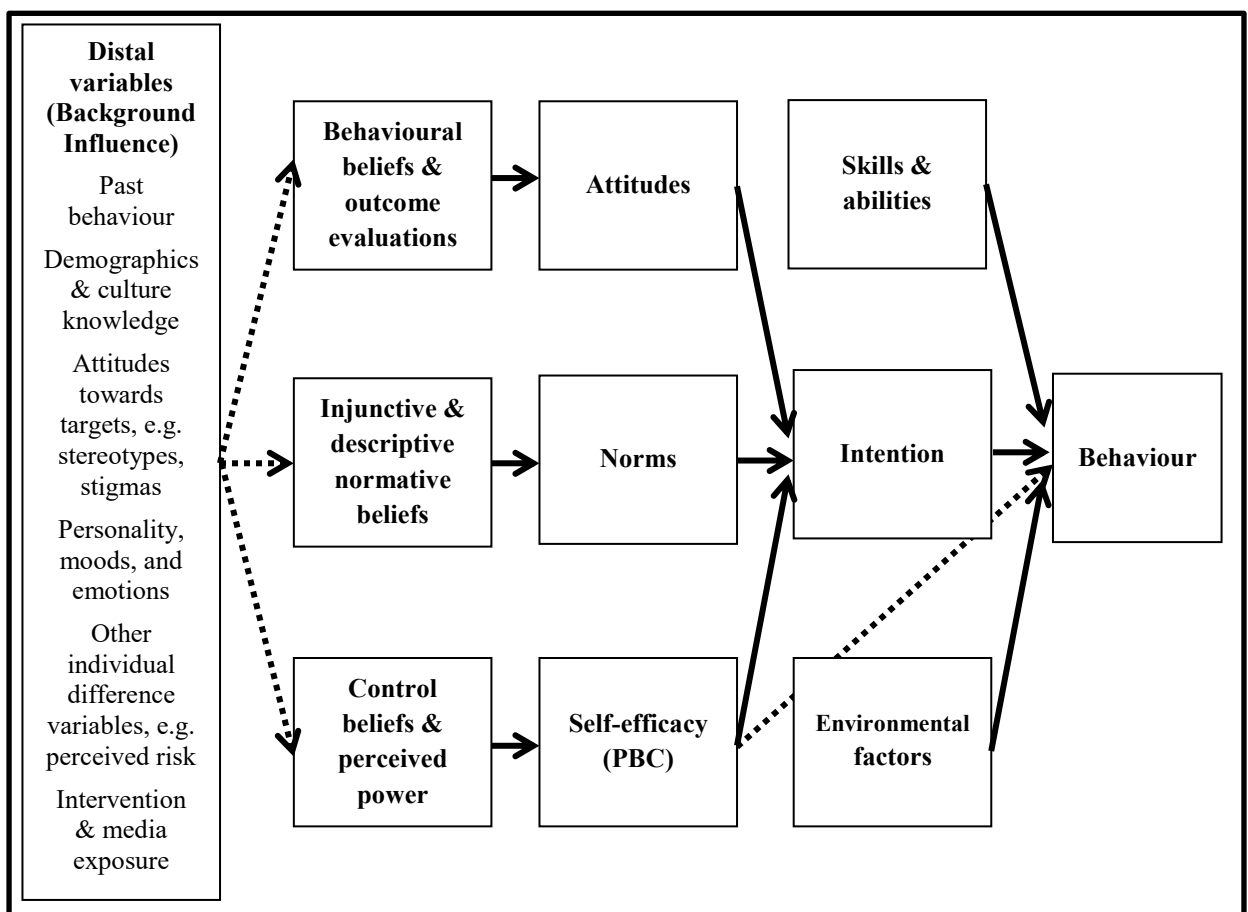 Distal
variables
(Background
Influence)
Past
behaviour
Demographics
& culture
knowledge
Attitudes
towards
targets, e.g.
stereotypes,
stigmas
Personality,
moods, and
emotions
Other
individual
difference
variables, e.g.
perceived risk
Intervention
& media
exposure
Behavioural
beliefs &
outcome
evaluations
Attitudes
Skills &
abilities
Injunctive &
descriptive
normative
beliefs
Norms
Intention
Behaviour
Control
beliefs &
perceived
power
Self-efficacy
(PBC)
Environmental
factors